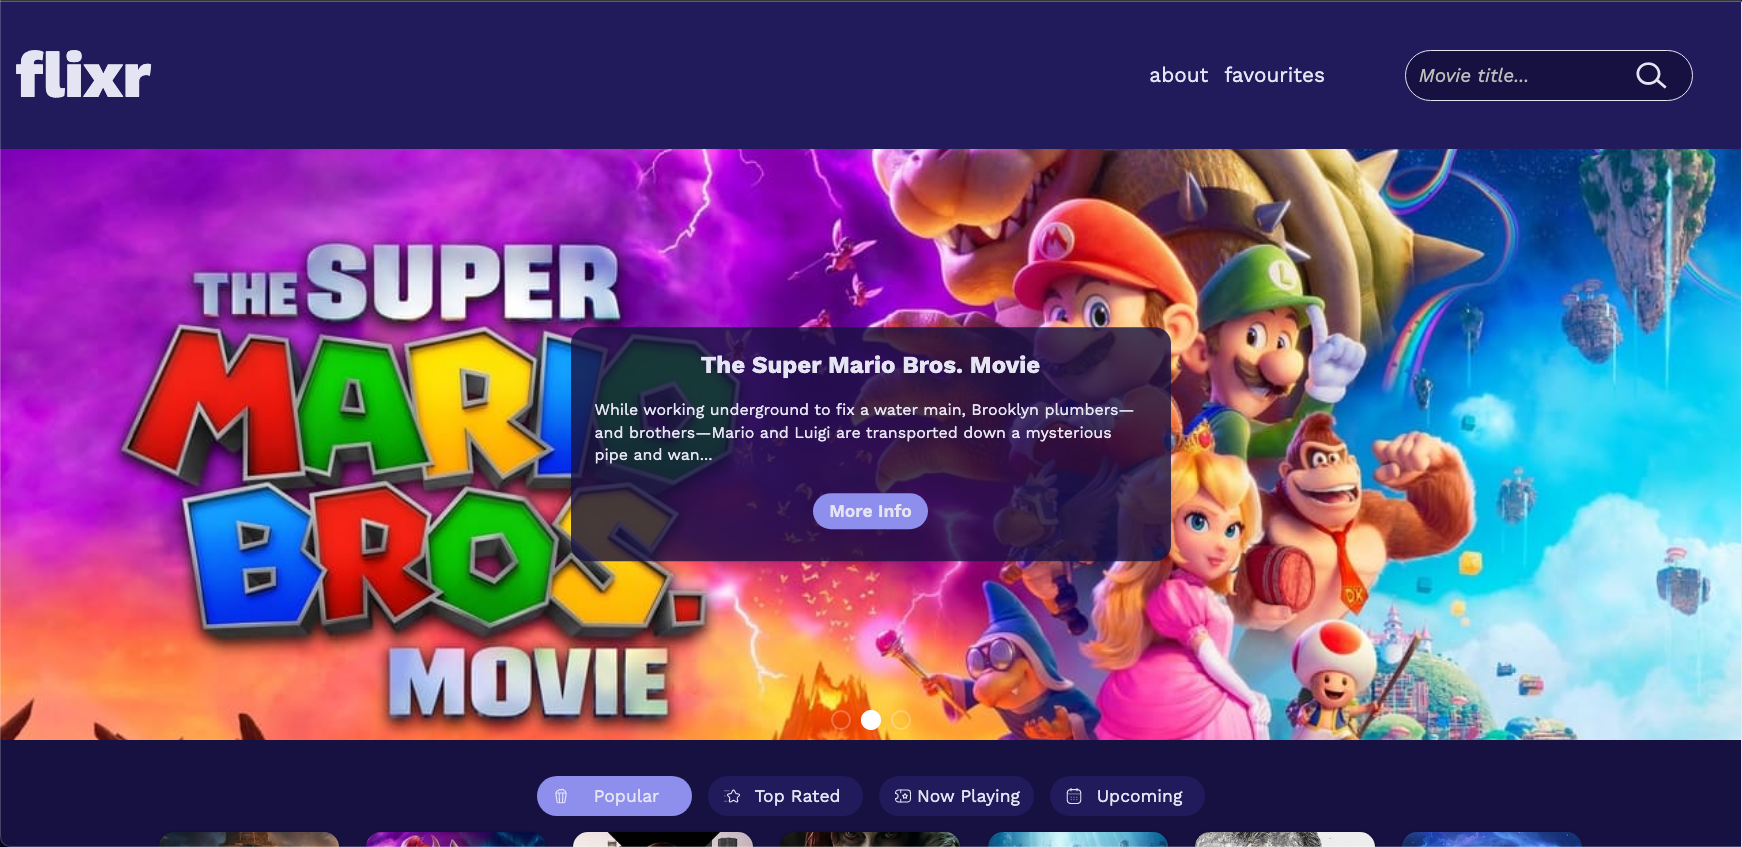 flixr
about favourites
Movie title...
THE SUPER
MARIO
BROS.
MOVIE
M
L
The Super Mario Bros. Movie
While working underground to fix a water main, Brooklyn plumbers—
and brothers—Mario and Luigi are transported down a mysterious
pipe and wan...
More Info
DK
Popular
Top Rated
Now Playing
Upcoming